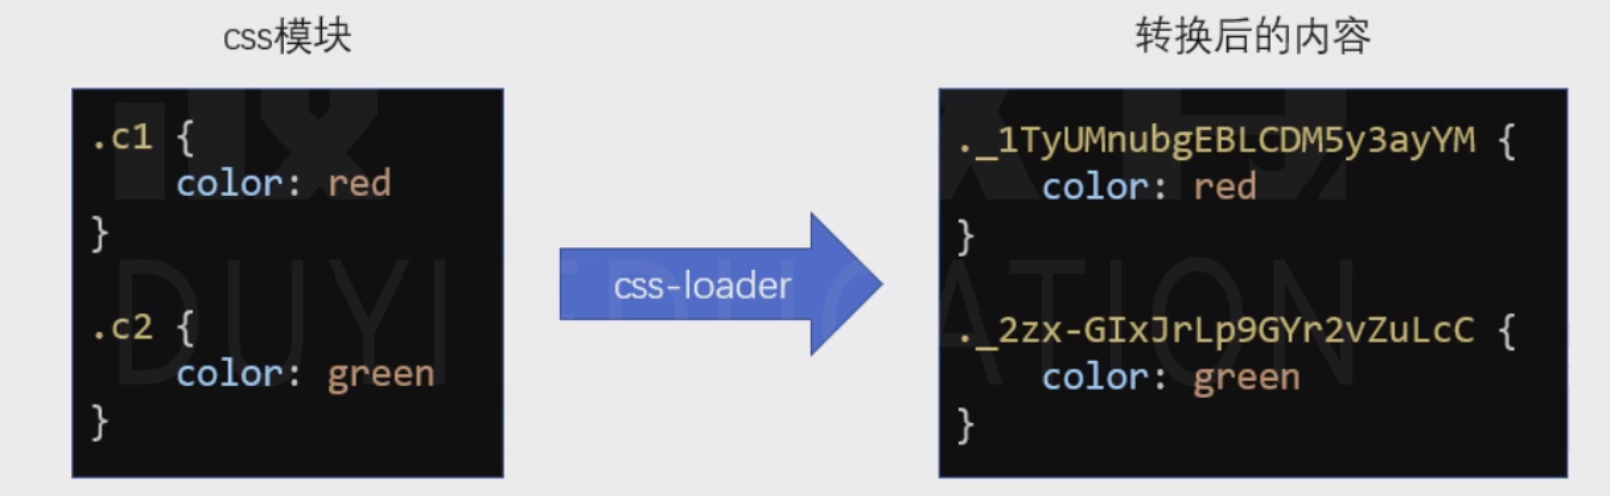 css模块
转换后的内容
.c1 {
color: red
}
.c2 {
color: green
}
css-loader
._1TyUMnubgEBLCDM5y3ayYM {
color: red
}
._2zx-GIxJrLp9GYr2vZuLcC {
color: green
}
DUYI EDUCATION